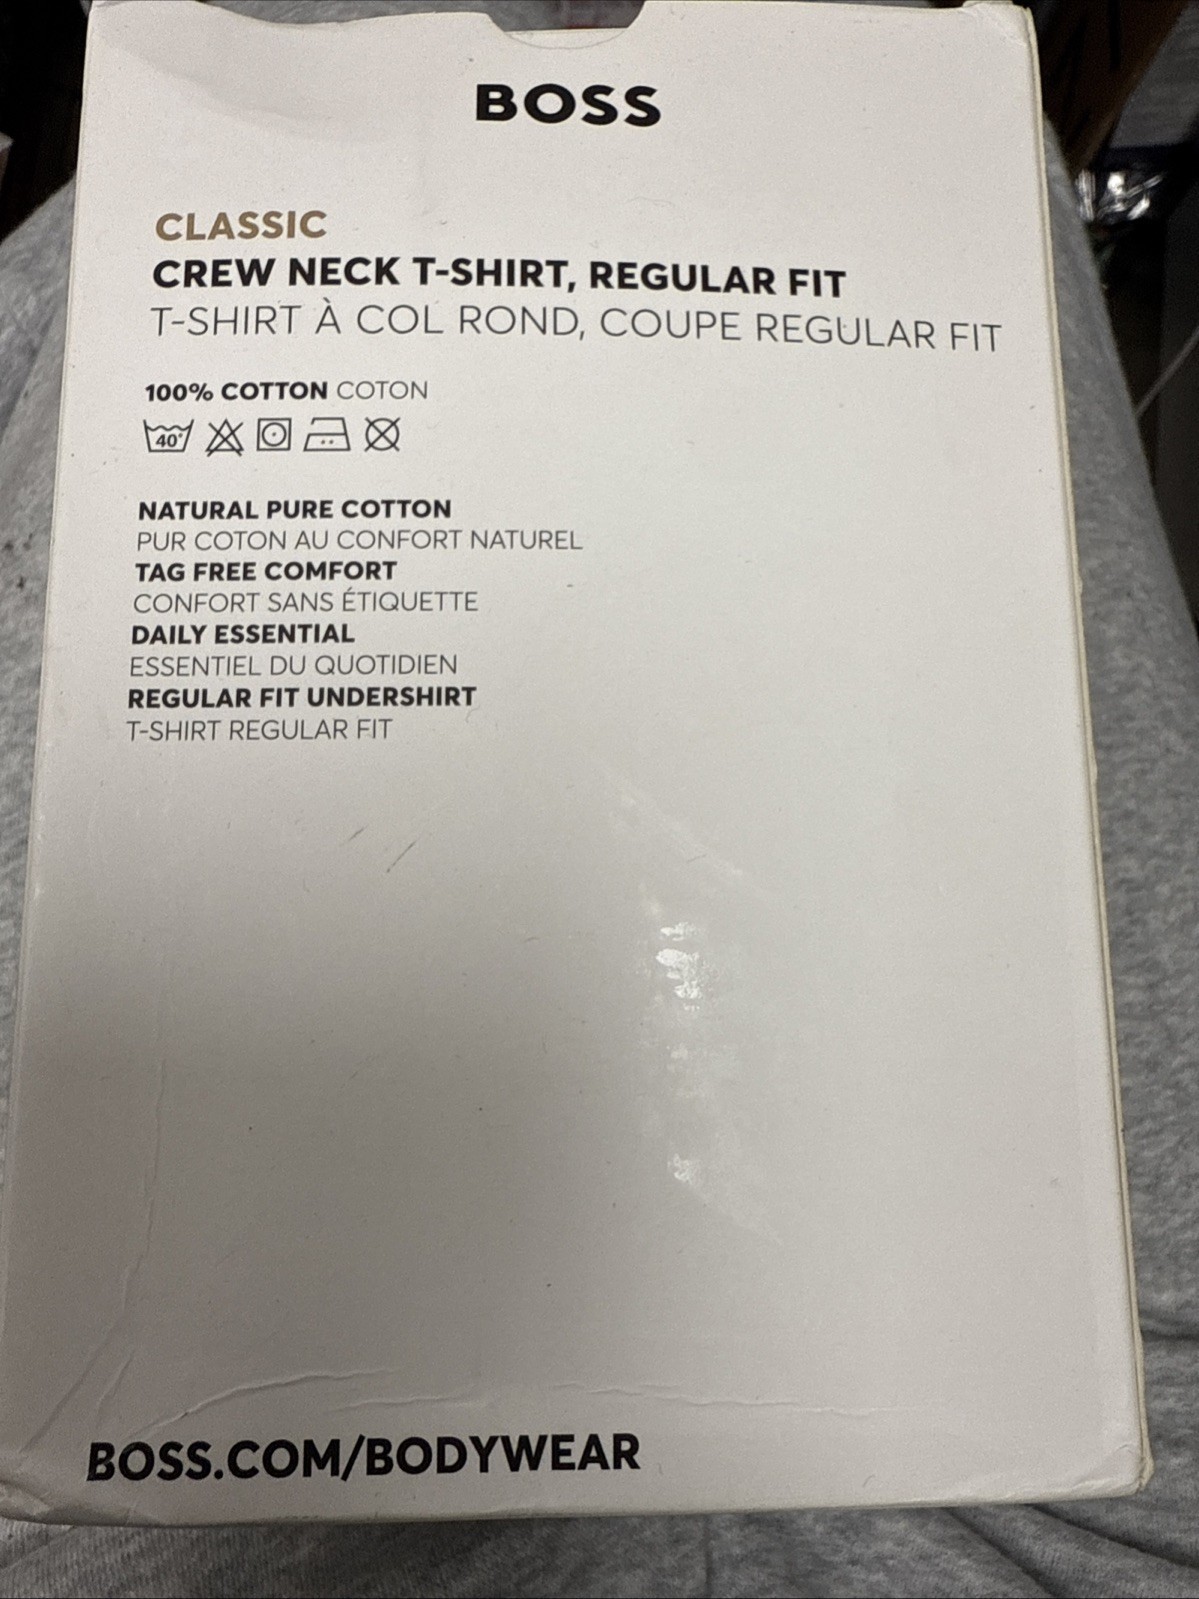 BOSS
CLASSIC
CREW NECK T-SHIRT, REGULAR FIT
T-SHIRT À COL ROND, COUPE REGULAR FIT
100% COTTON COTON
40°
NATURAL PURE COTTON
PUR COTON AU CONFORT NATUREL
TAG FREE COMFORT
CONFORT SANS ÉTIQUETTE
DAILY ESSENTIAL
ESSENTIEL DU QUOTIDIEN
REGULAR FIT UNDERSHIRT
T-SHIRT REGULAR FIT
BOSS.COM/BODYWEAR